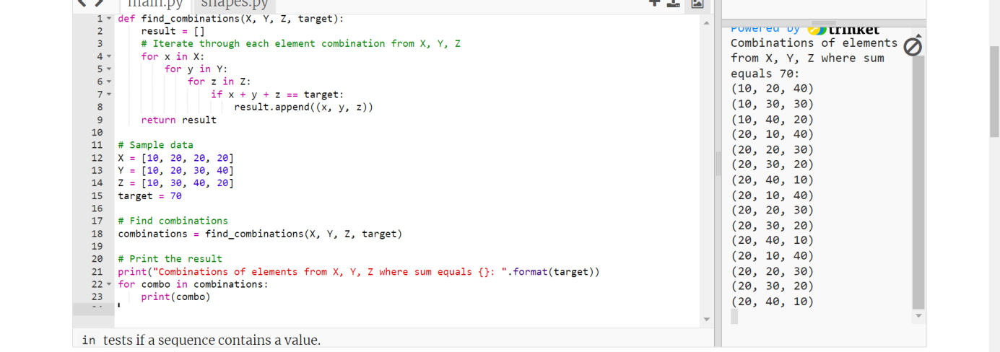 main.py shapes.py
1 def find_combinations(X, Y, Z, target):
2 result = []
3 # Iterate through each element combination from X, Y, Z
4 for x in X:
5 for y in Y:
6 for z in Z:
7 if x + y + z == target:
8 result.append((x, y, z))
9 return result
10
11 # Sample data
12 X = [10, 20, 20, 20]
13 Y = [10, 20, 30, 40]
14 Z = [10, 30, 40, 20]
15 target = 70
16
17 # Find combinations
18 combinations = find_combinations(X, Y, Z, target)
19
20 # Print the result
21 print("Combinations of elements from X, Y, Z where sum equals {}: ".format(target))
22 for combo in combinations:
23 print(combo)
in tests if a sequence contains a value.
Powered by trinket
Combinations of elements
from X, Y, Z where sum
equals 70:
(10, 20, 40)
(10, 30, 30)
(10, 40, 20)
(20, 10, 40)
(20, 20, 30)
(20, 30, 20)
(20, 40, 10)
(20, 10, 40)
(20, 20, 30)
(20, 30, 20)
(20, 40, 10)
(20, 10, 40)
(20, 20, 30)
(20, 30, 20)
(20, 40, 10)